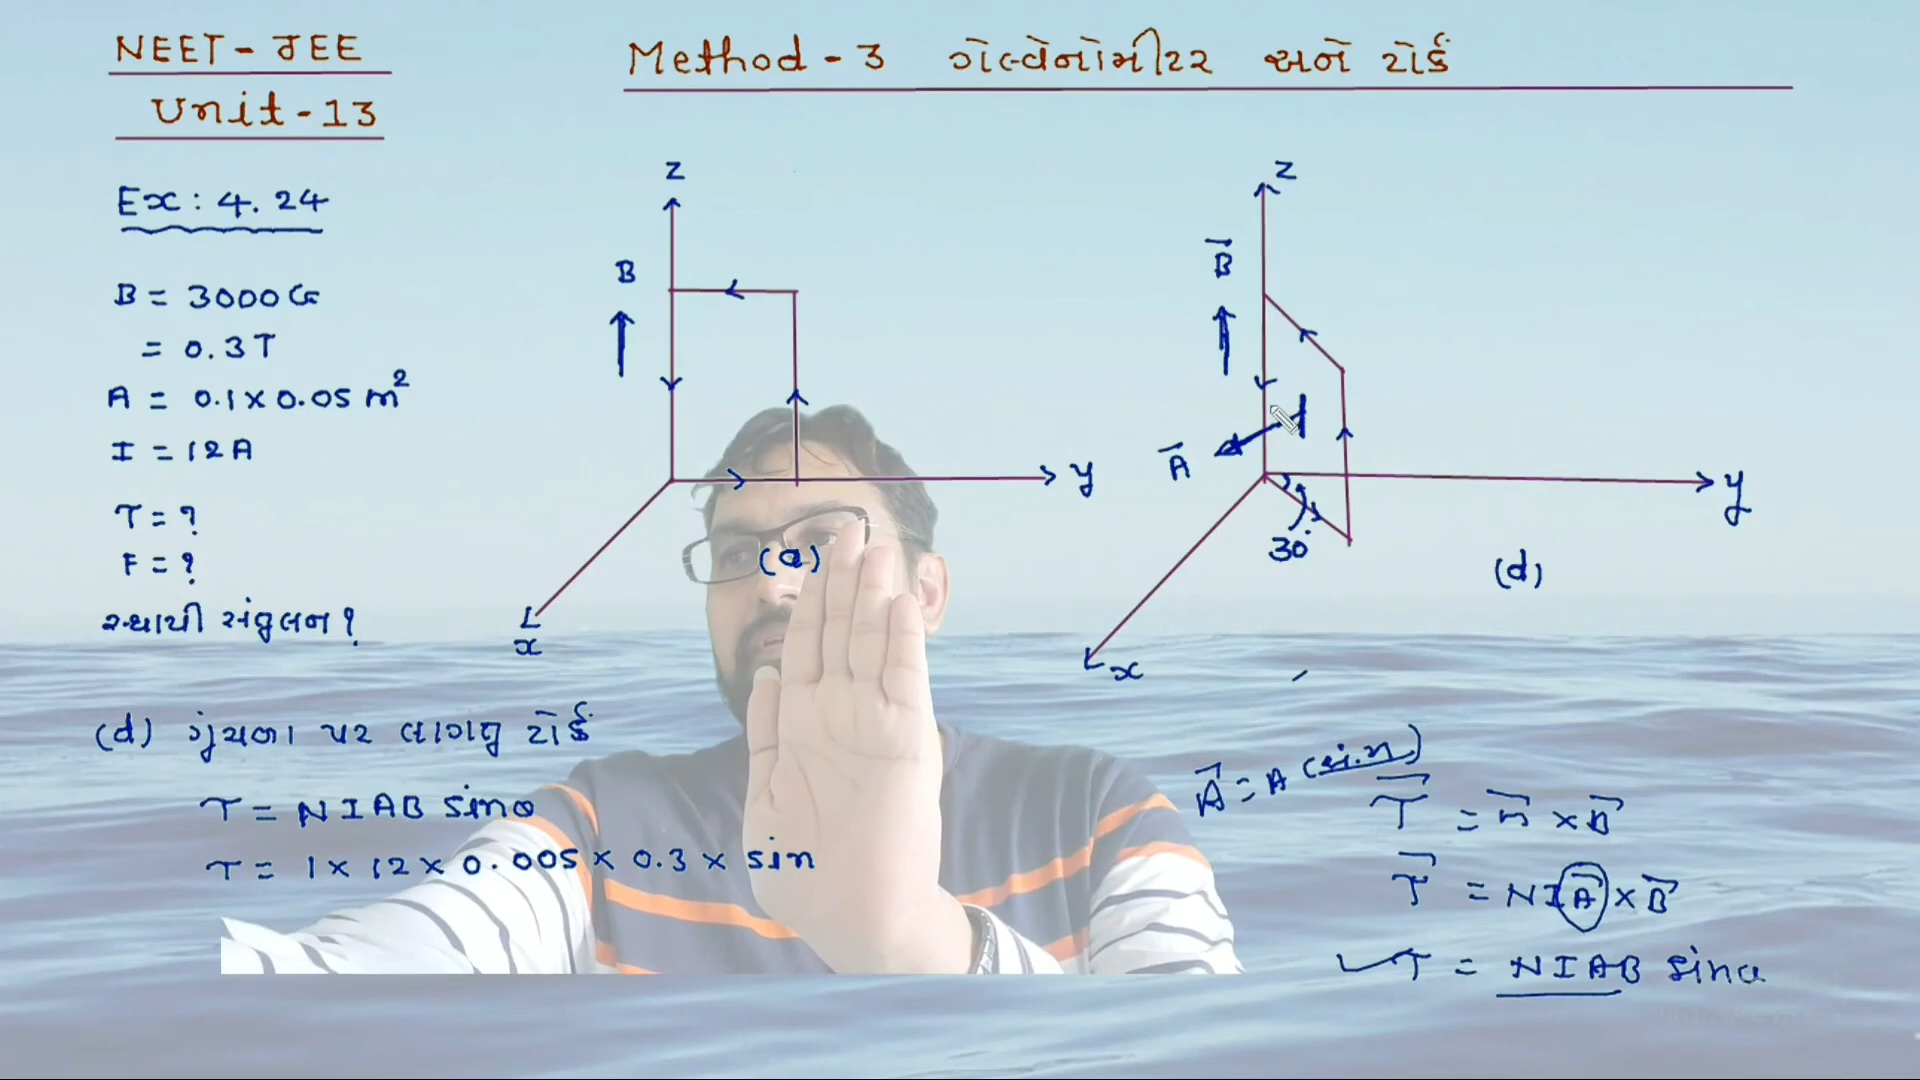 NEET - JEE
Unit - 13
Method - 3 ગેલ્વેનોમીટર અને ટોર્ક
Ex : 4.24
B = 3000 G
= 0.3 T
A = 0.1 × 0.05 m²
I = 12 A
τ = ?
F = ?
સ્થાયી સંતુલન ?
z
B
y
x
(a)
z
B⃗
A⃗
y
30°
x
(d)
(d) ગૂંચળા પર લાગતુ ટોર્ક
τ = NIAB sinθ
τ = 1 × 12 × 0.005 × 0.3 × sin
A⃗ = A
τ⃗ = m⃗ × B⃗
τ⃗ = NIA⃗ × B⃗
τ = NIAB sinα